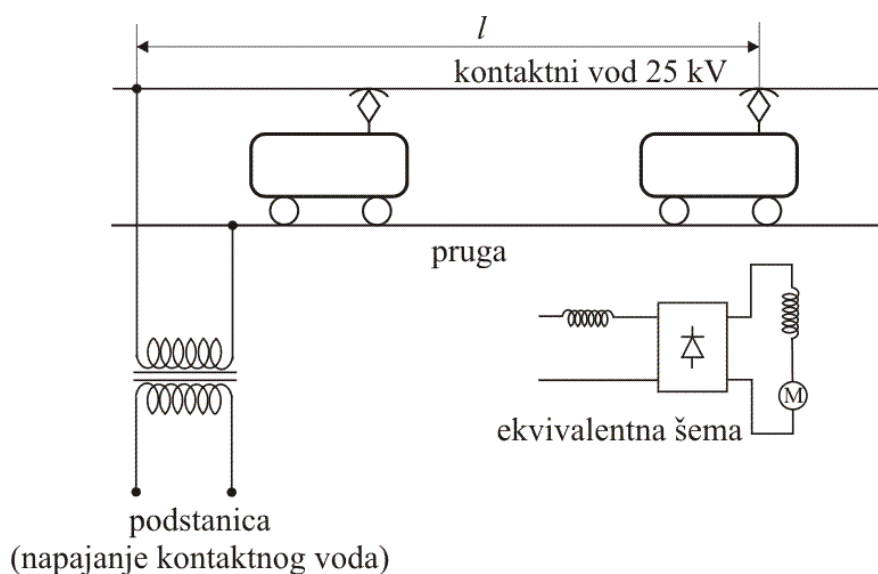 l
kontaktni vod 25 kV
pruga
M
ekvivalentna šema
podstanica
(napajanje kontaktnog voda)